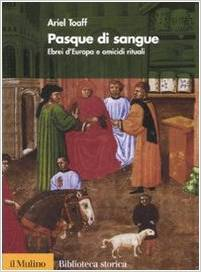 Ariel Toaff
Pasque di sangue
Ebrei d'Europa e omicidi rituali
il Mulino
Biblioteca storica